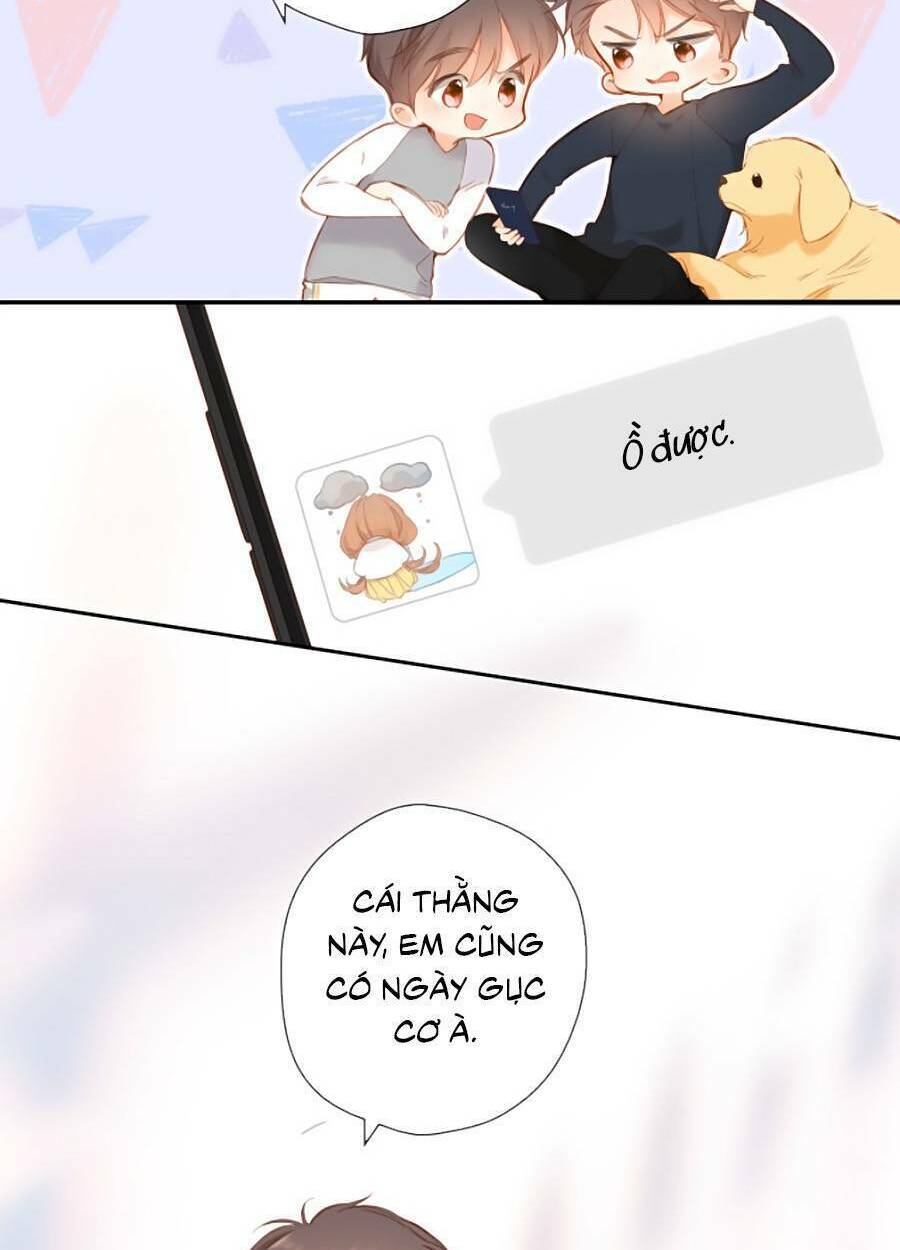 Ồ được.
CÁI THẰNG
NÀY, EM CŨNG
CÓ NGÀY GỤC
CƠ À.